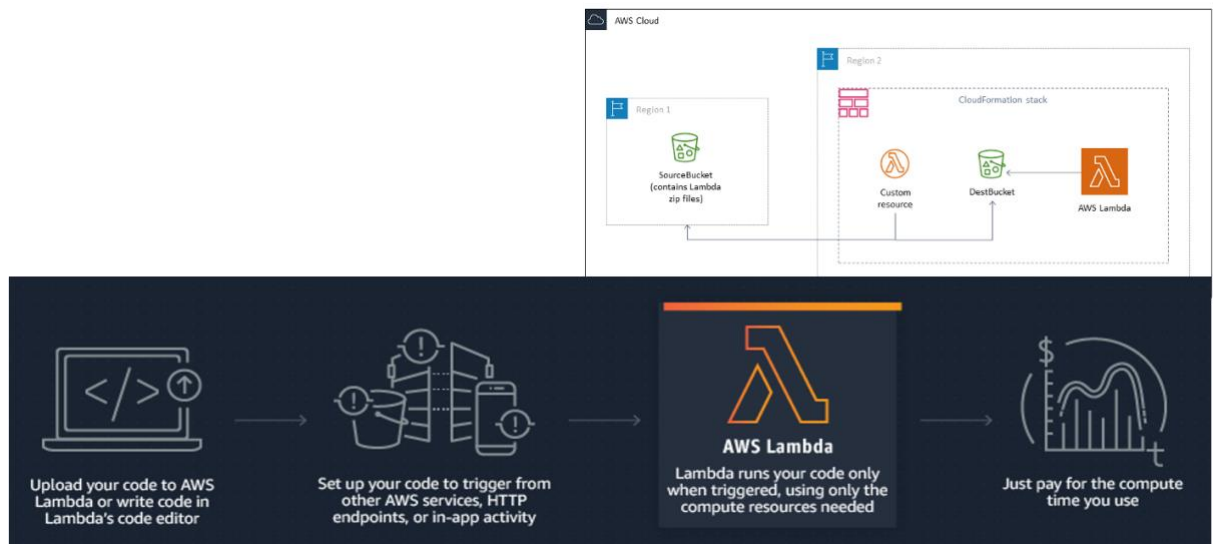 AWS Cloud
Region 2
CloudFormation stack
Region 1
SourceBucket
(contains Lambda
zip files)
Custom
resource
DestBucket
AWS Lambda
Upload your code to AWS
Lambda or write code in
Lambda's code editor
Set up your code to trigger from
other AWS services, HTTP
endpoints, or in-app activity
AWS Lambda
Lambda runs your code only
when triggered, using only the
compute resources needed
$
t
Just pay for the compute
time you use